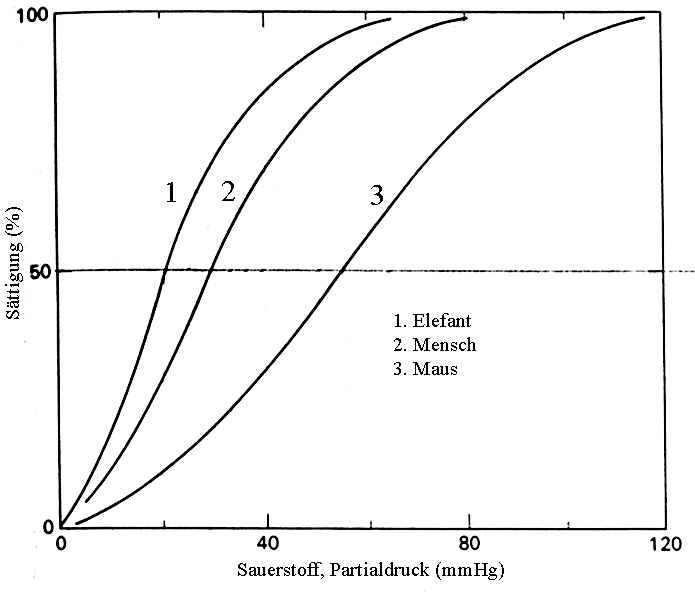 100
1
2
3
Sättigung (%)
50
1. Elefant
2. Mensch
3. Maus
0
0
40
80
120
Sauerstoff, Partialdruck (mmHg)